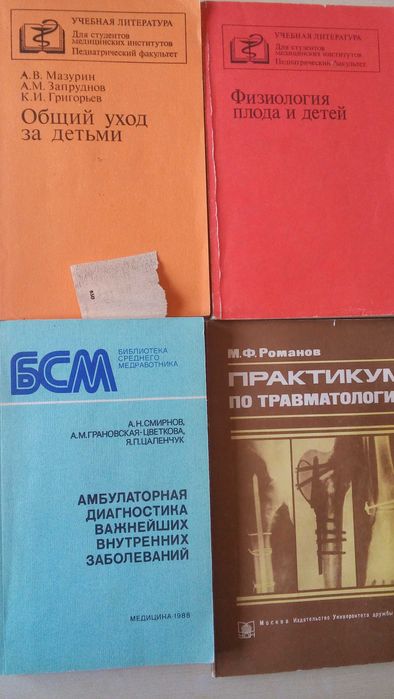 УЧЕБНАЯ ЛИТЕРАТУРА
Для студентов
медицинских институтов
Педиатрический факультет
А.В. Мазурин
А.М. Запруднов
К.И. Григорьев
Общий уход
за детьми
УЧЕБНАЯ ЛИТЕРАТУРА
Для студентов
медицинских институтов
Педиатрический факультет
Физиология
плода и детей
БСМ
БИБЛИОТЕКА
СРЕДНЕГО
МЕДРАБОТНИКА
А.Н.СМИРНОВ,
А.М.ГРАНОВСКАЯ-ЦВЕТКОВА,
Я.П.ЦАЛЕНЧУК
АМБУЛАТОРНАЯ
ДИАГНОСТИКА
ВАЖНЕЙШИХ
ВНУТРЕННИХ
ЗАБОЛЕВАНИЙ
МЕДИЦИНА·1988
М.Ф. Романов
ПРАКТИКУМ
ПО ТРАВМАТОЛОГИ
Москва Издательство Университета дружбы